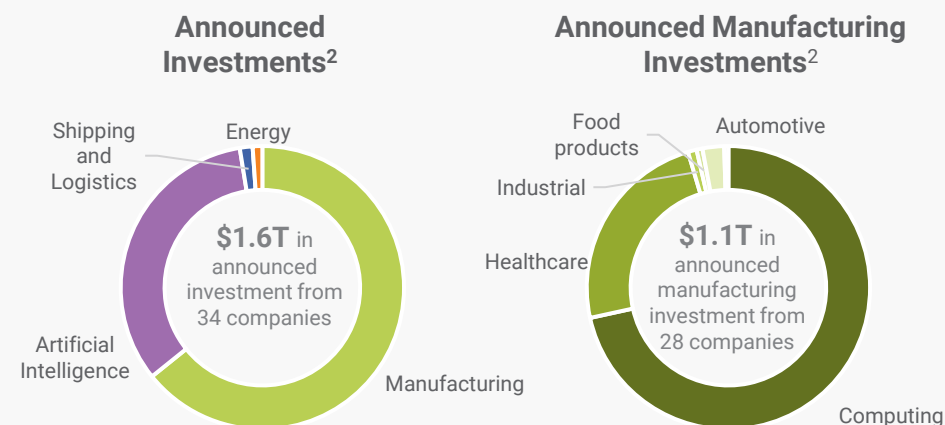 Announced
Investments²
Shipping
and
Logistics
Energy
$1.6T in
announced
investment from
34 companies
Artificial
Intelligence
Manufacturing
Announced Manufacturing
Investments²
Food
products
Automotive
Industrial
Healthcare
$1.1T in
announced
manufacturing
investment from
28 companies
Computing